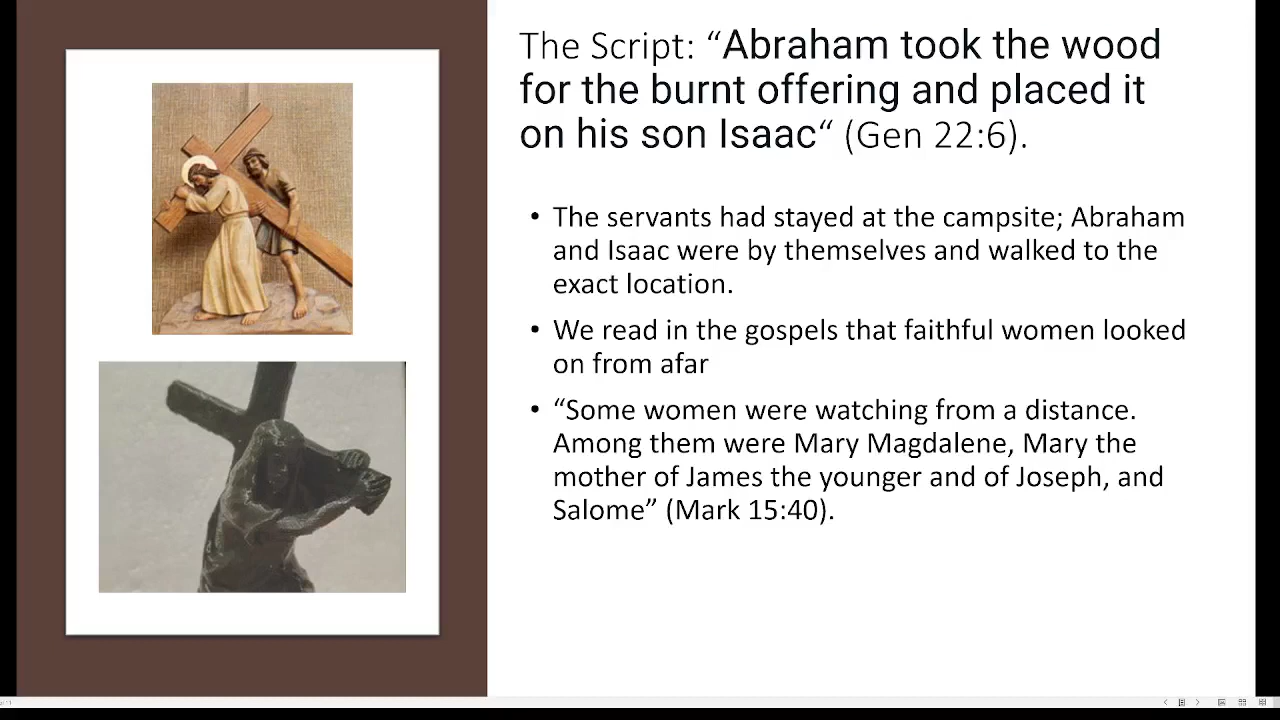 The Script: “Abraham took the wood
for the burnt offering and placed it
on his son Isaac“ (Gen 22:6).
• The servants had stayed at the campsite; Abraham
and Isaac were by themselves and walked to the
exact location.
• We read in the gospels that faithful women looked
on from afar
• “Some women were watching from a distance.
Among them were Mary Magdalene, Mary the
mother of James the younger and of Joseph, and
Salome” (Mark 15:40).